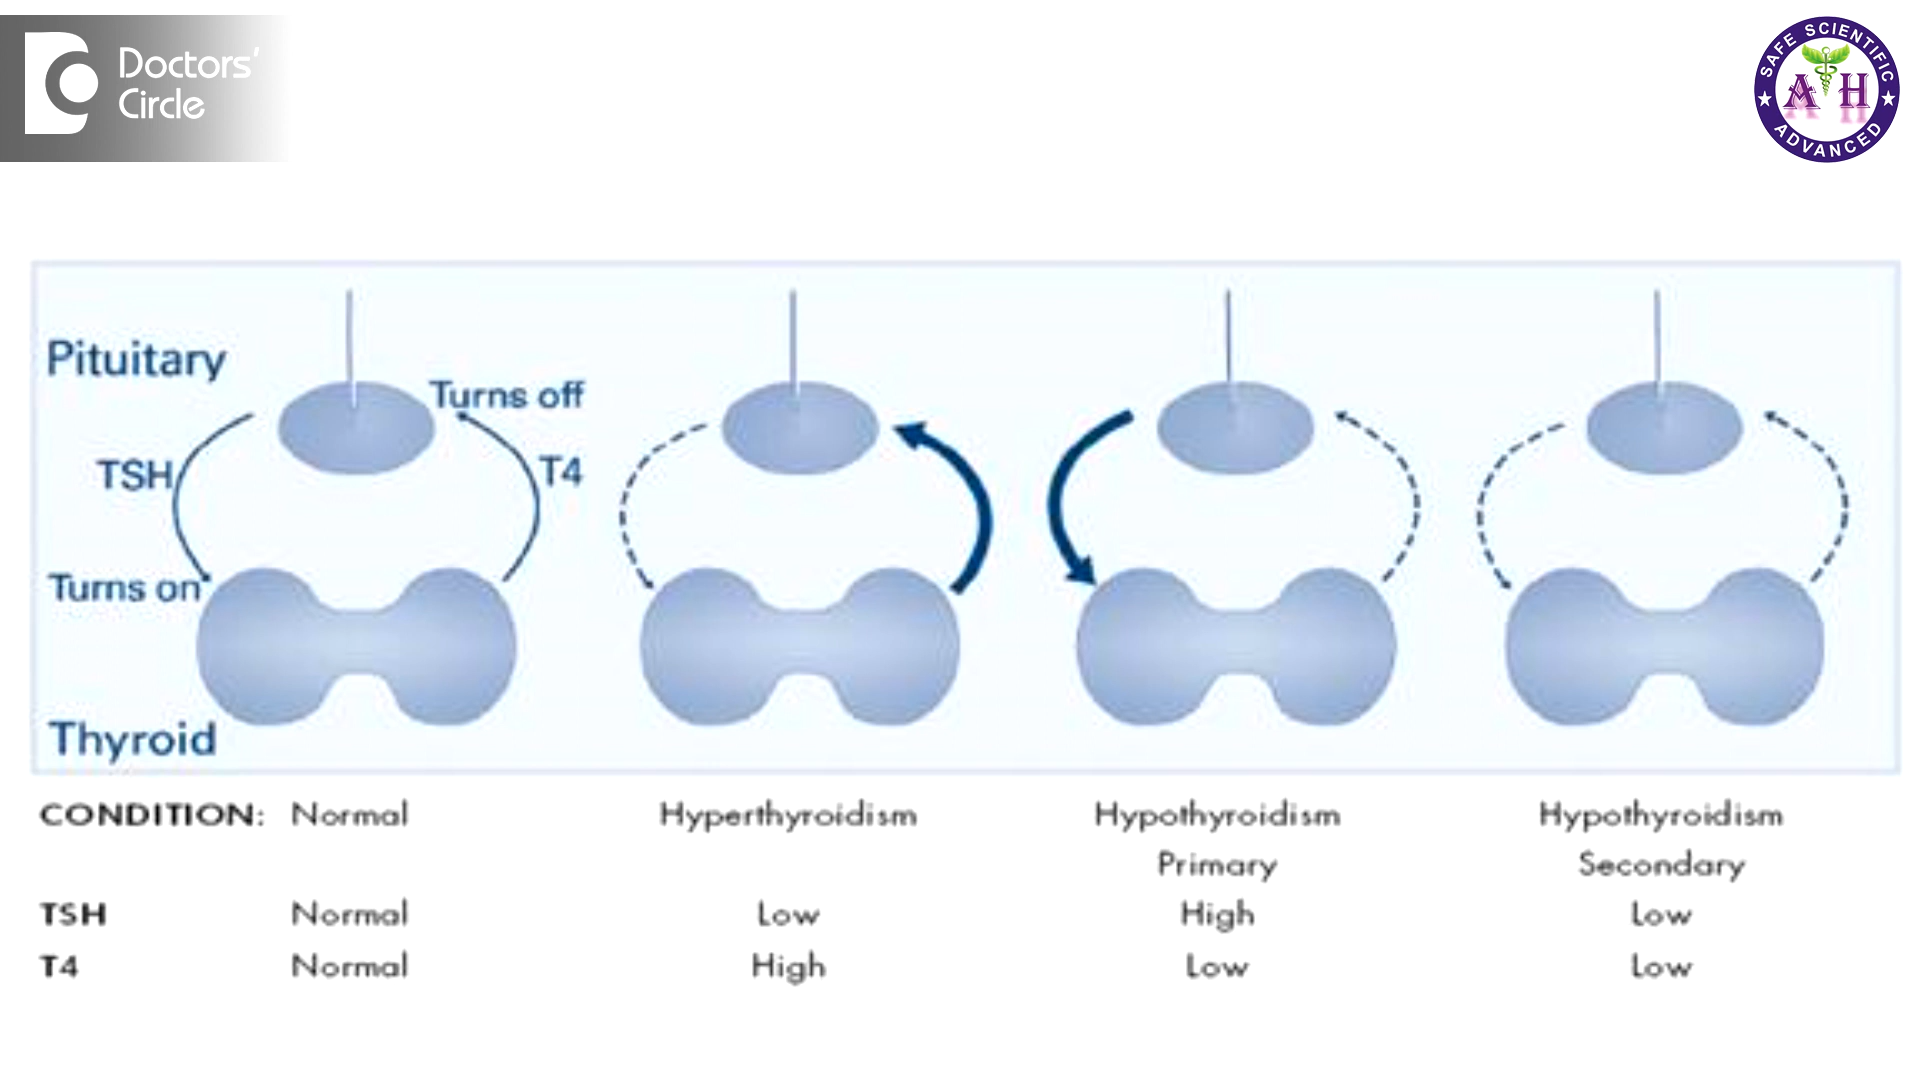 Doctors'
Circle
SAFE SCIENTIFIC
AH
ADVANCED
Pituitary
Turns off
TSH
T4
Turns on
Thyroid
CONDITION: Normal Hyperthyroidism Hypothyroidism Hypothyroidism
Primary Secondary
TSH Normal Low High Low
T4 Normal High Low Low